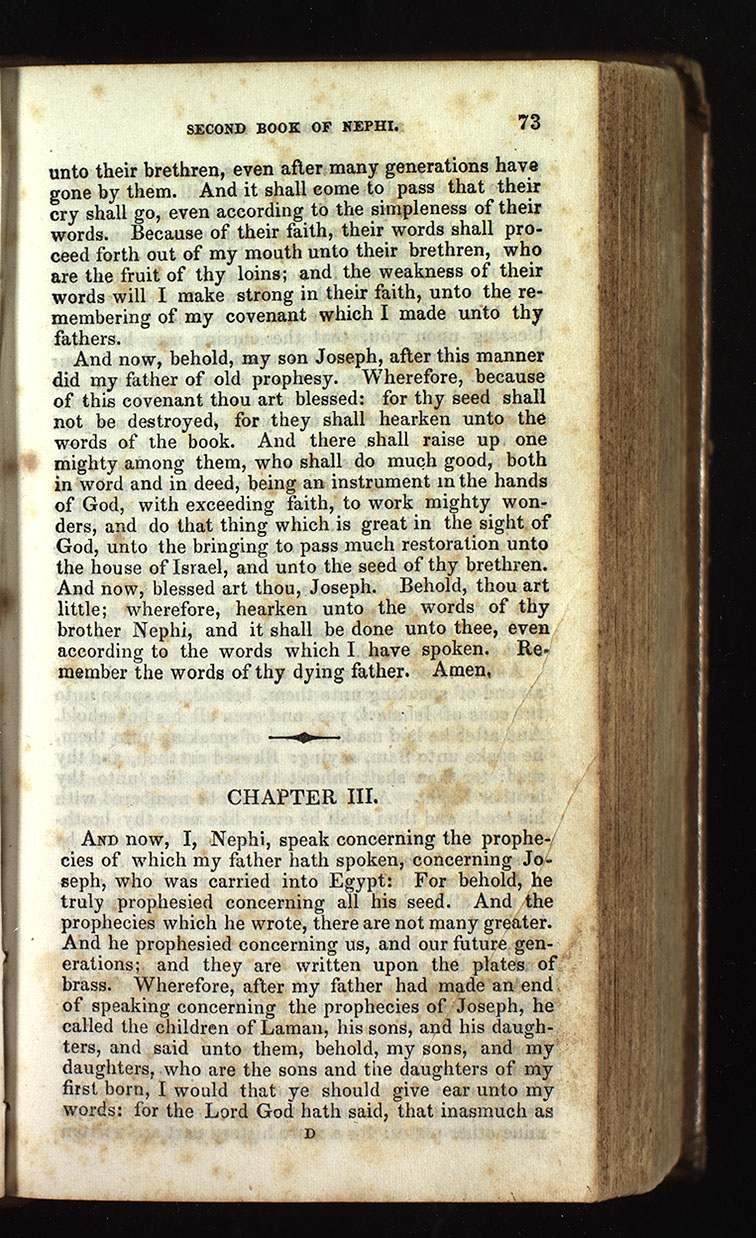 SECOND BOOK OF NEPHI. 73
unto their brethren, even after many generations have
gone by them. And it shall come to pass that their
cry shall go, even according to the simpleness of their
words. Because of their faith, their words shall pro-
ceed forth out of my mouth unto their brethren, who
are the fruit of thy loins; and the weakness of their
words will I make strong in their faith, unto the re-
membering of my covenant which I made unto thy
fathers.
And now, behold, my son Joseph, after this manner
did my father of old prophesy. Wherefore, because
of this covenant thou art blessed: for thy seed shall
not be destroyed, for they shall hearken unto the
words of the book. And there shall raise up one
mighty among them, who shall do much good, both
in word and in deed, being an instrument in the hands
of God, with exceeding faith, to work mighty won-
ders, and do that thing which is great in the sight of
God, unto the bringing to pass much restoration unto
the house of Israel, and unto the seed of thy brethren.
And now, blessed art thou, Joseph. Behold, thou art
little; wherefore, hearken unto the words of thy
brother Nephi, and it shall be done unto thee, even
according to the words which I have spoken. Re-
member the words of thy dying father. Amen.
CHAPTER III.
And now, I, Nephi, speak concerning the prophe-
cies of which my father hath spoken, concerning Jo-
seph, who was carried into Egypt: For behold, he
truly prophesied concerning all his seed. And the
prophecies which he wrote, there are not many greater.
And he prophesied concerning us, and our future gen-
erations; and they are written upon the plates of
brass. Wherefore, after my father had made an end
of speaking concerning the prophecies of Joseph, he
called the children of Laman, his sons, and his daugh-
ters, and said unto them, behold, my sons, and my
daughters, who are the sons and the daughters of my
first born, I would that ye should give ear unto my
words: for the Lord God hath said, that inasmuch as
D